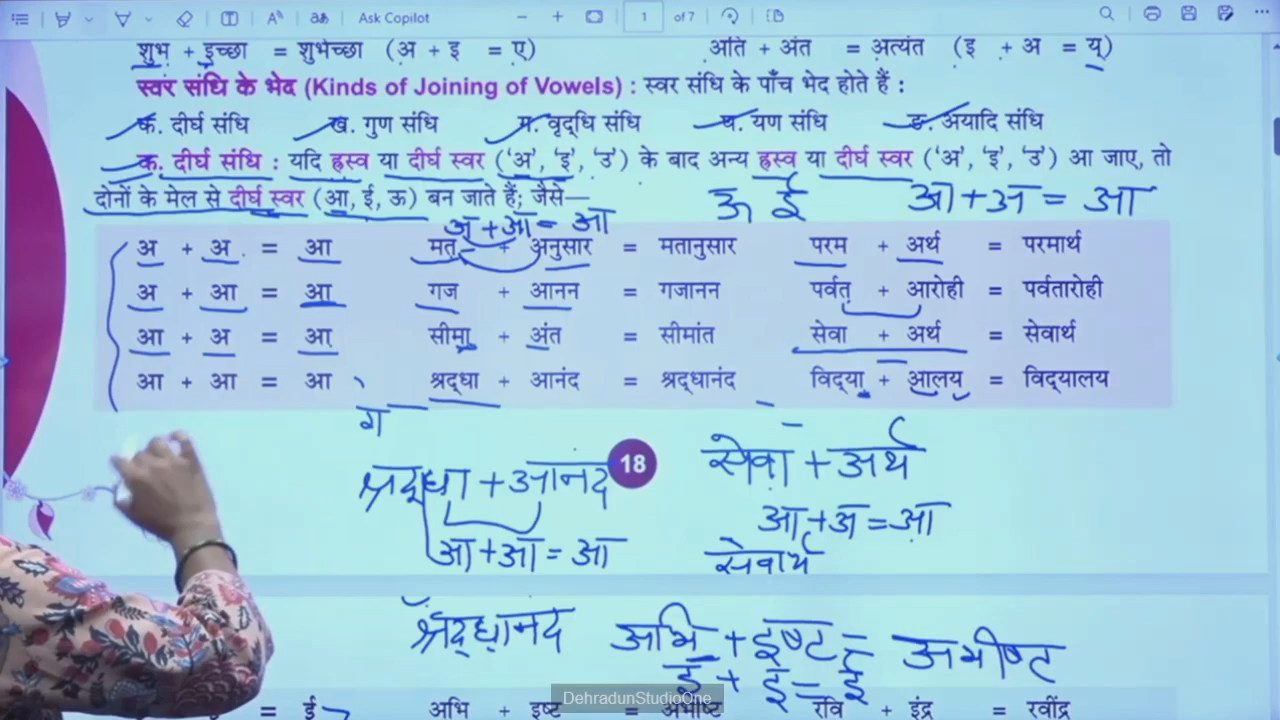 Ask Copilot
1 of 7
शुभ + इच्छा = शुभेच्छा (अ + इ = ए) अति + अंत = अत्यंत (इ + अ = य्)
स्वर संधि के भेद (Kinds of Joining of Vowels) : स्वर संधि के पाँच भेद होते हैं :
क. दीर्घ संधि ख. गुण संधि ग. वृद्धि संधि घ. यण संधि ङ. अयादि संधि
क. दीर्घ संधि : यदि ह्रस्व या दीर्घ स्वर (‘अ’, ‘इ’, ‘उ’) के बाद अन्य ह्रस्व या दीर्घ स्वर (‘अ’, ‘इ’, ‘उ’) आ जाए, तो
दोनों के मेल से दीर्घ स्वर (आ, ई, ऊ) बन जाते हैं; जैसे—
ऊ ई आ + अ = आ
अ + आ = आ
अ + अ = आ मत + अनुसार = मतानुसार परम + अर्थ = परमार्थ
अ + आ = आ गज + आनन = गजानन पर्वत + आरोही = पर्वतारोही
आ + अ = आ सीमा + अंत = सीमांत सेवा + अर्थ = सेवार्थ
आ + आ = आ श्रद्धा + आनंद = श्रद्धानंद विद्या + आलय = विद्यालय
ग
18
सेवा + अर्थ
श्रद्धा + आनंद
आ + अ = आ
आ + आ = आ
सेवार्थ
श्रद्धानंद
अभि + इष्ट = अभीष्ट
इ + इ = ई
= ई अभि + इष्ट = अभीष्ट रवि + इंद्र = रवींद्र
DehradunStudioOne